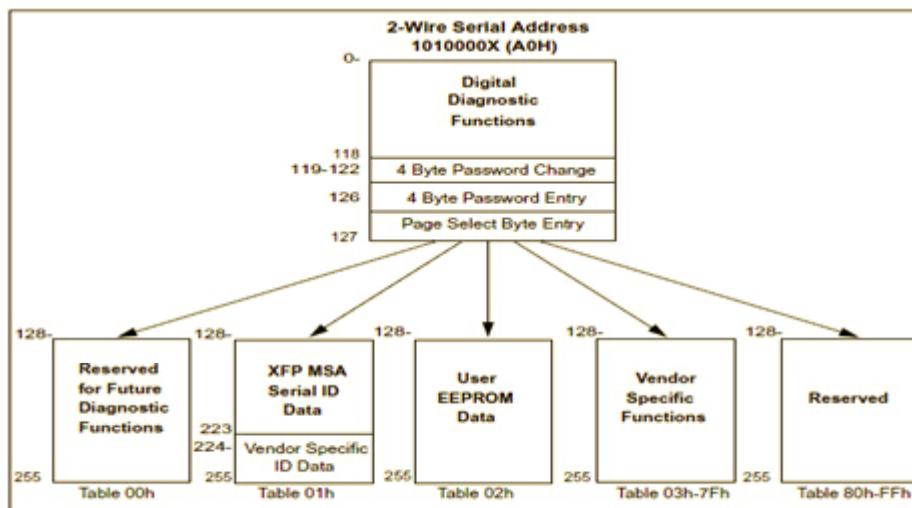 2-Wire Serial Address
1010000X (A0H)
0-
Digital
Diagnostic
Functions
118
119-122
4 Byte Password Change
126
4 Byte Password Entry
Page Select Byte Entry
127
128-
Reserved
for Future
Diagnostic
Functions
255
Table 00h
128-
XFP MSA
Serial ID
Data
223
224-
Vendor Specific
ID Data
255
Table 01h
128-
User
EEPROM
Data
255
Table 02h
128-
Vendor
Specific
Functions
255
Table 03h-7Fh
128-
Reserved
255
Table 80h-FFh